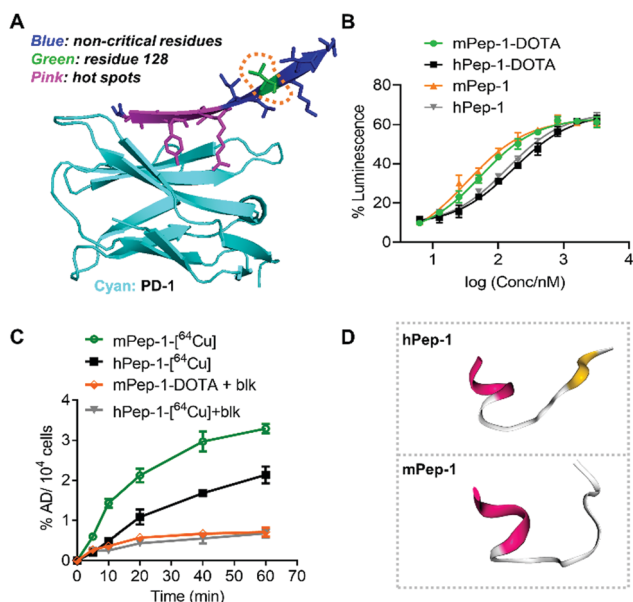 A
Blue: non-critical residues
Green: residue 128
Pink: hot spots
Cyan: PD-1
B
mPep-1-DOTA
hPep-1-DOTA
mPep-1
hPep-1
% Luminescence
80
60
40
20
0
0 1 2 3 4
log (Conc/nM)
C
mPep-1-[⁶⁴Cu]
hPep-1-[⁶⁴Cu]
mPep-1-DOTA + blk
hPep-1-[⁶⁴Cu]+blk
% AD/ 10⁴ cells
4
3
2
1
0
0 10 20 30 40 50 60 70
Time (min)
D
hPep-1
mPep-1